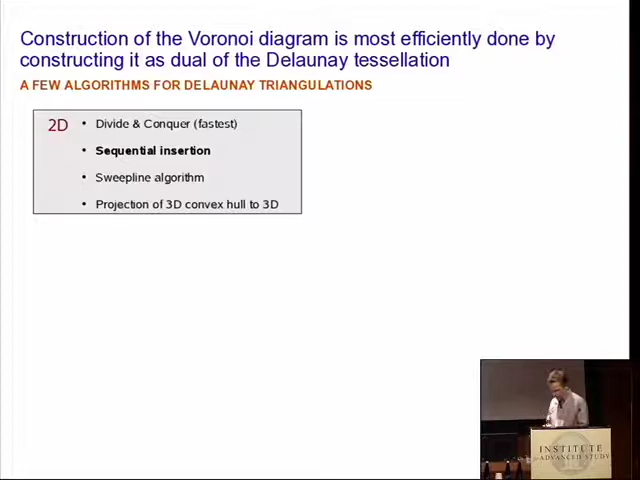 Construction of the Voronoi diagram is most efficiently done by
constructing it as dual of the Delaunay tessellation
A FEW ALGORITHMS FOR DELAUNAY TRIANGULATIONS
2D
• Divide & Conquer (fastest)
• Sequential insertion
• Sweepline algorithm
• Projection of 3D convex hull to 3D
INSTITUTE
for ADVANCED STUDY